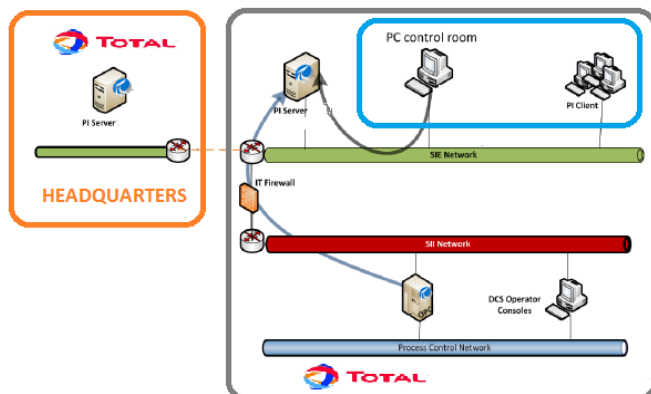 TOTAL
PI Server
HEADQUARTERS
PC control room
PI Server
PI Client
SIE Network
IT Firewall
SII Network
OPS
DCS Operator
Consoles
Process Control Network
TOTAL